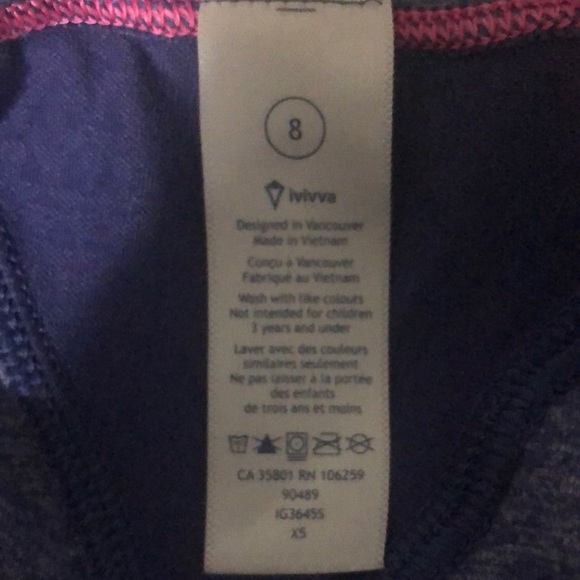 8
ivivva
Designed in Vancouver
Made in Vietnam
Conçu à Vancouver
Fabriqué au Vietnam
Wash with like colours
Not intended for children
3 years and under
Laver avec des couleurs
similaires seulement
Ne pas laisser à la portée
des enfants
de trois ans et moins
CA 35801 RN 106259
90489
IG3645S
X5